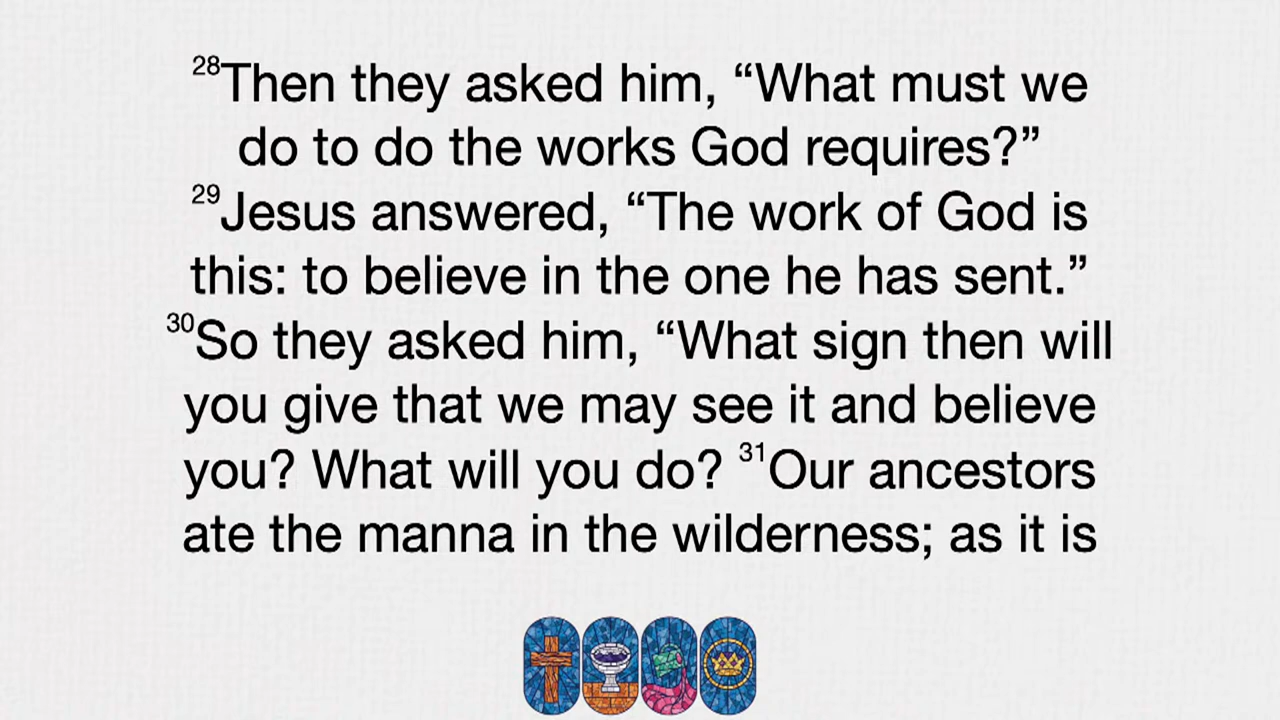 28Then they asked him, “What must we
do to do the works God requires?”
29Jesus answered, “The work of God is
this: to believe in the one he has sent.”
30So they asked him, “What sign then will
you give that we may see it and believe
you? What will you do? 31Our ancestors
ate the manna in the wilderness; as it is